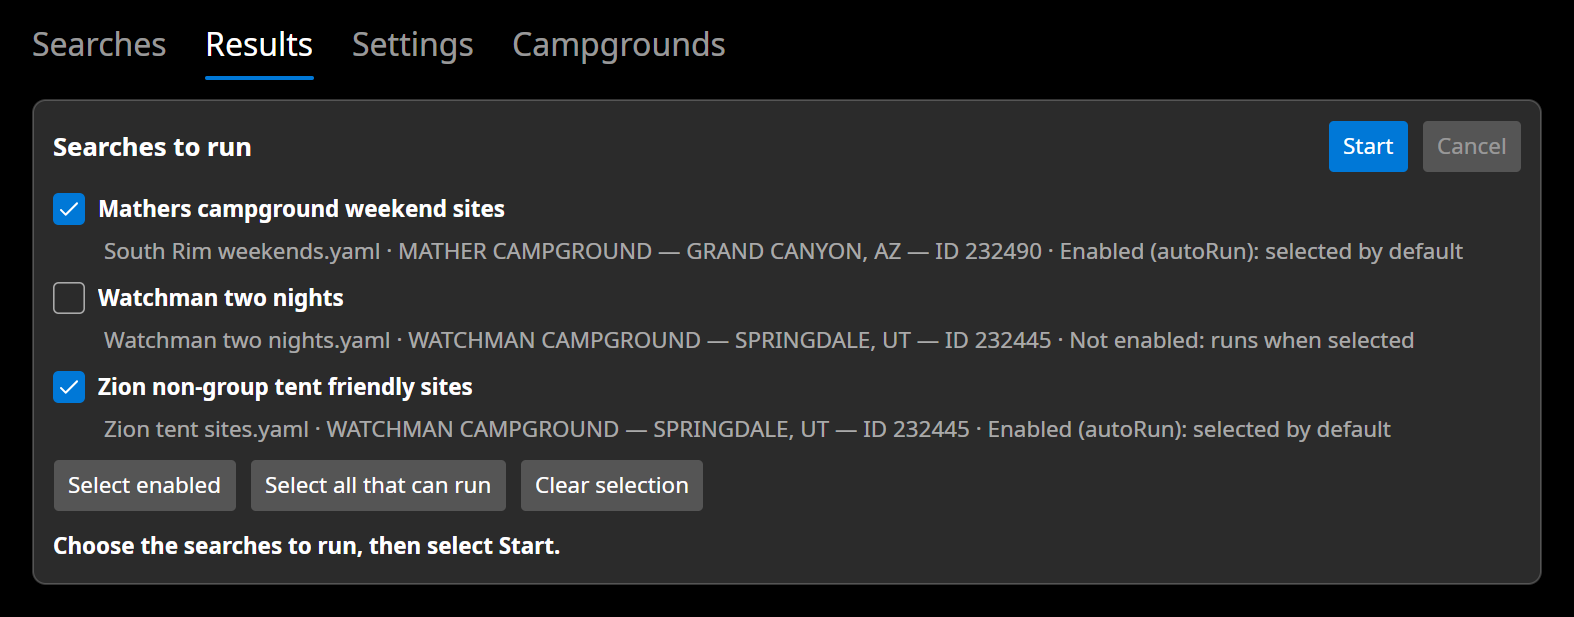 Searches Results Settings Campgrounds
Searches to run Start Cancel
Mathers campground weekend sites
South Rim weekends.yaml · MATHER CAMPGROUND — GRAND CANYON, AZ — ID 232490 · Enabled (autoRun): selected by default
Watchman two nights
Watchman two nights.yaml · WATCHMAN CAMPGROUND — SPRINGDALE, UT — ID 232445 · Not enabled: runs when selected
Zion non-group tent friendly sites
Zion tent sites.yaml · WATCHMAN CAMPGROUND — SPRINGDALE, UT — ID 232445 · Enabled (autoRun): selected by default
Select enabled Select all that can run Clear selection
Choose the searches to run, then select Start.